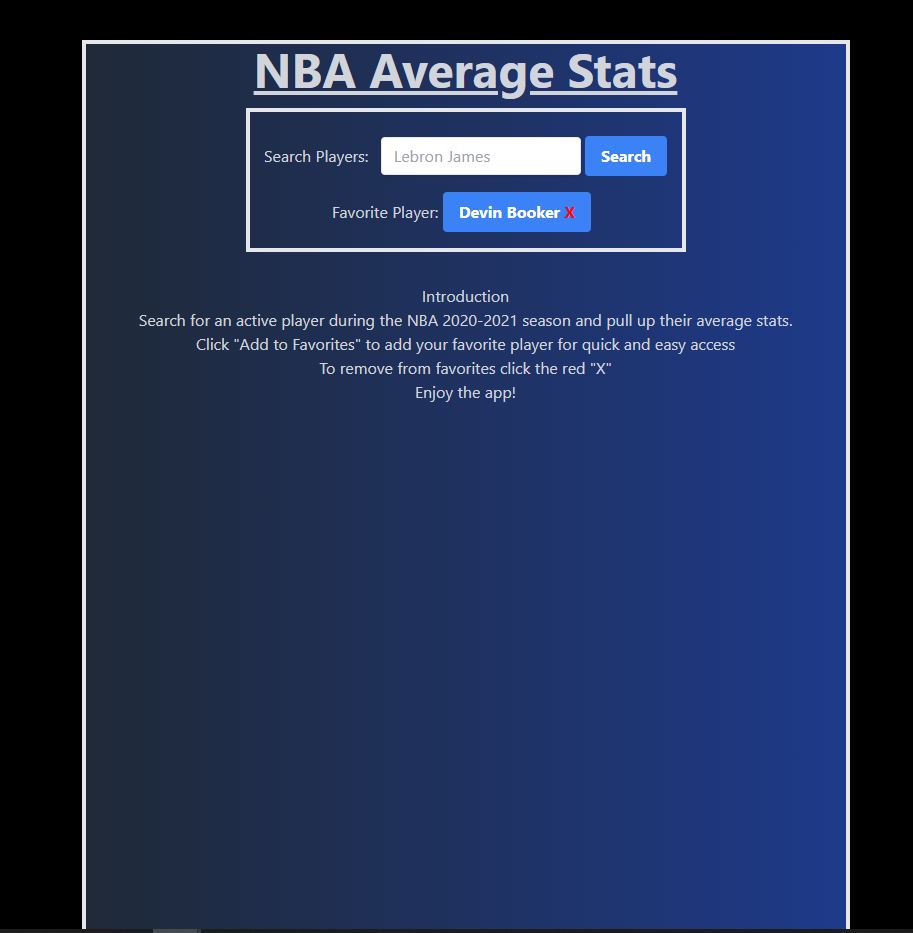 NBA Average Stats
Search Players: Lebron James Search
Favorite Player: Devin Booker X
Introduction
Search for an active player during the NBA 2020-2021 season and pull up their average stats.
Click "Add to Favorites" to add your favorite player for quick and easy access
To remove from favorites click the red "X"
Enjoy the app!